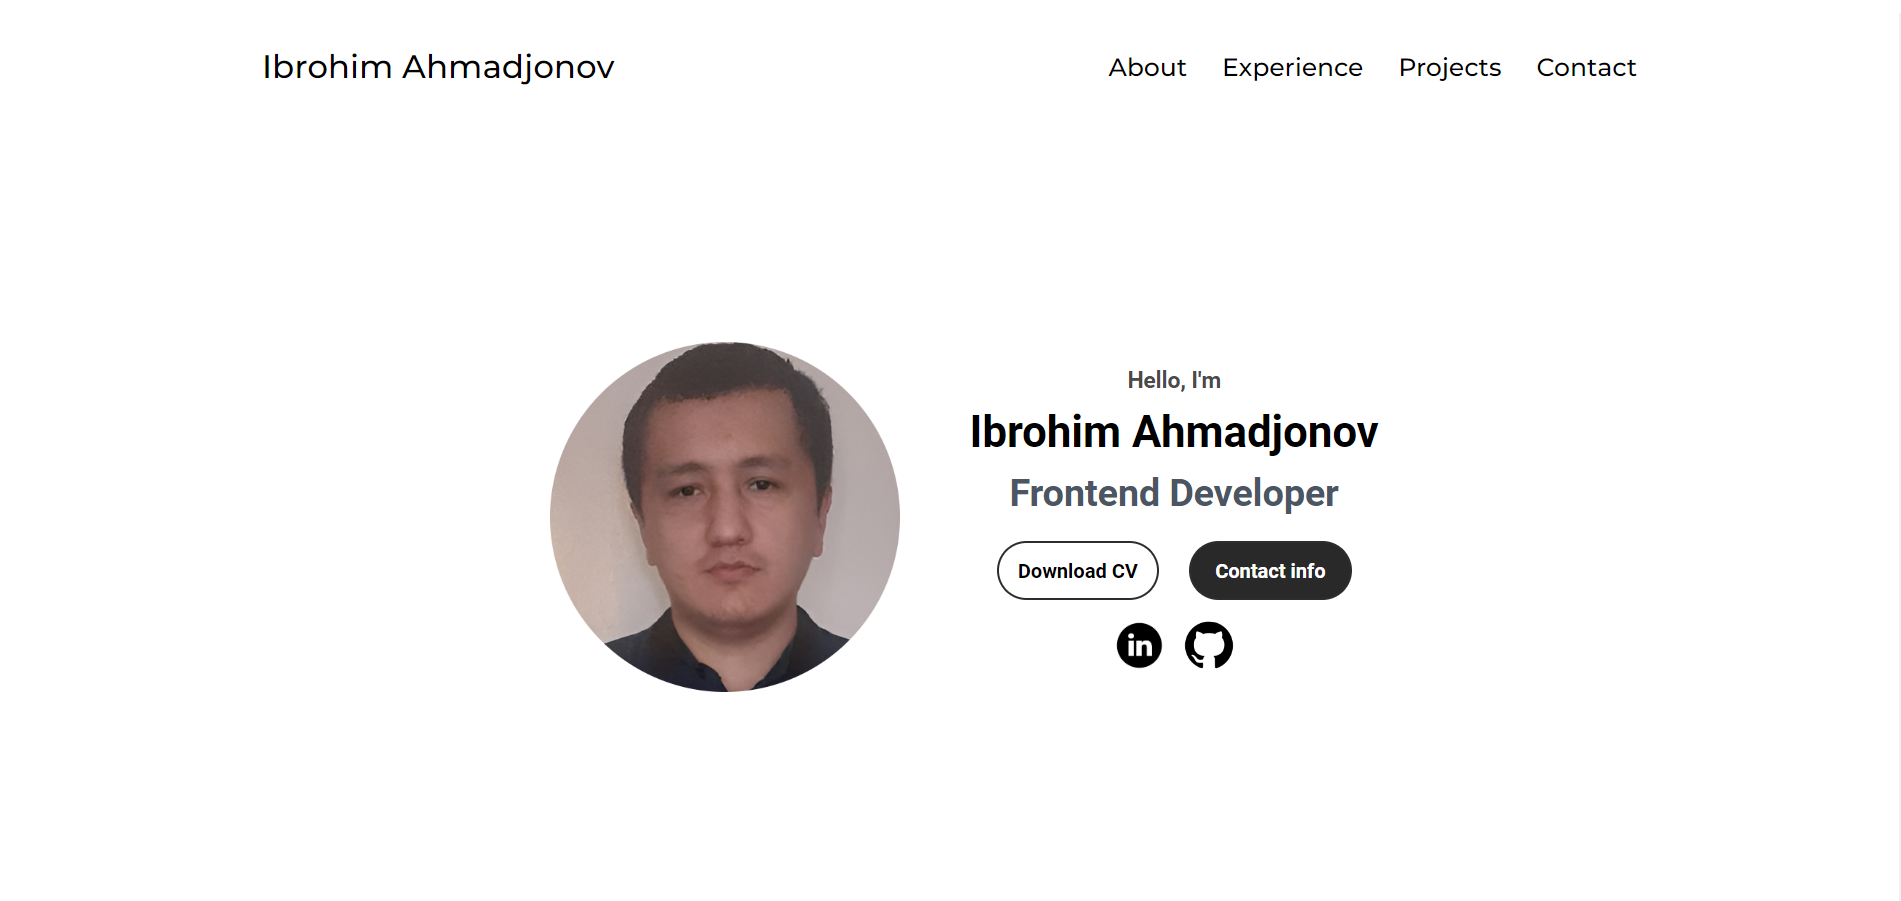 Ibrohim Ahmadjonov
About Experience Projects Contact
Hello, I'm
Ibrohim Ahmadjonov
Frontend Developer
Download CV
Contact info
in